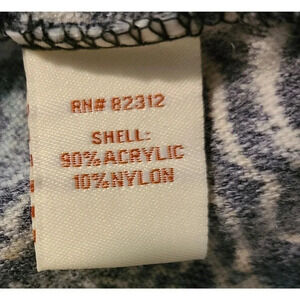 RN# 82312
SHELL:
90% ACRYLIC
10% NYLON